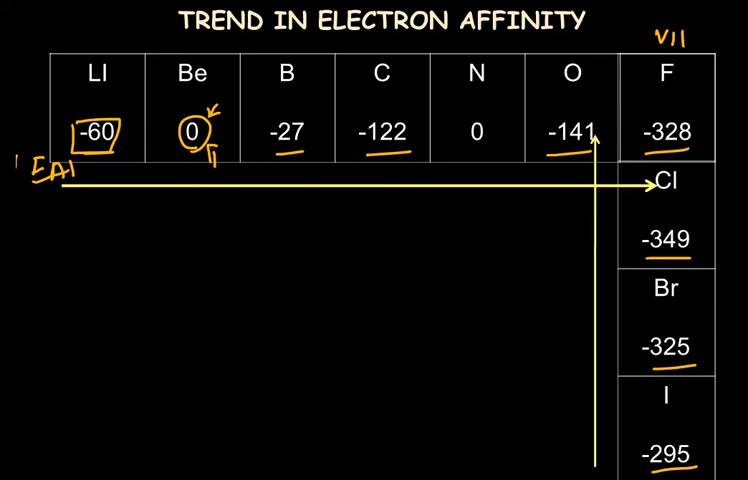 TREND IN ELECTRON AFFINITY
VII
LI Be B C N O F
-60 0 -27 -122 0 -141 -328
EA1
Cl
-349
Br
-325
I
-295